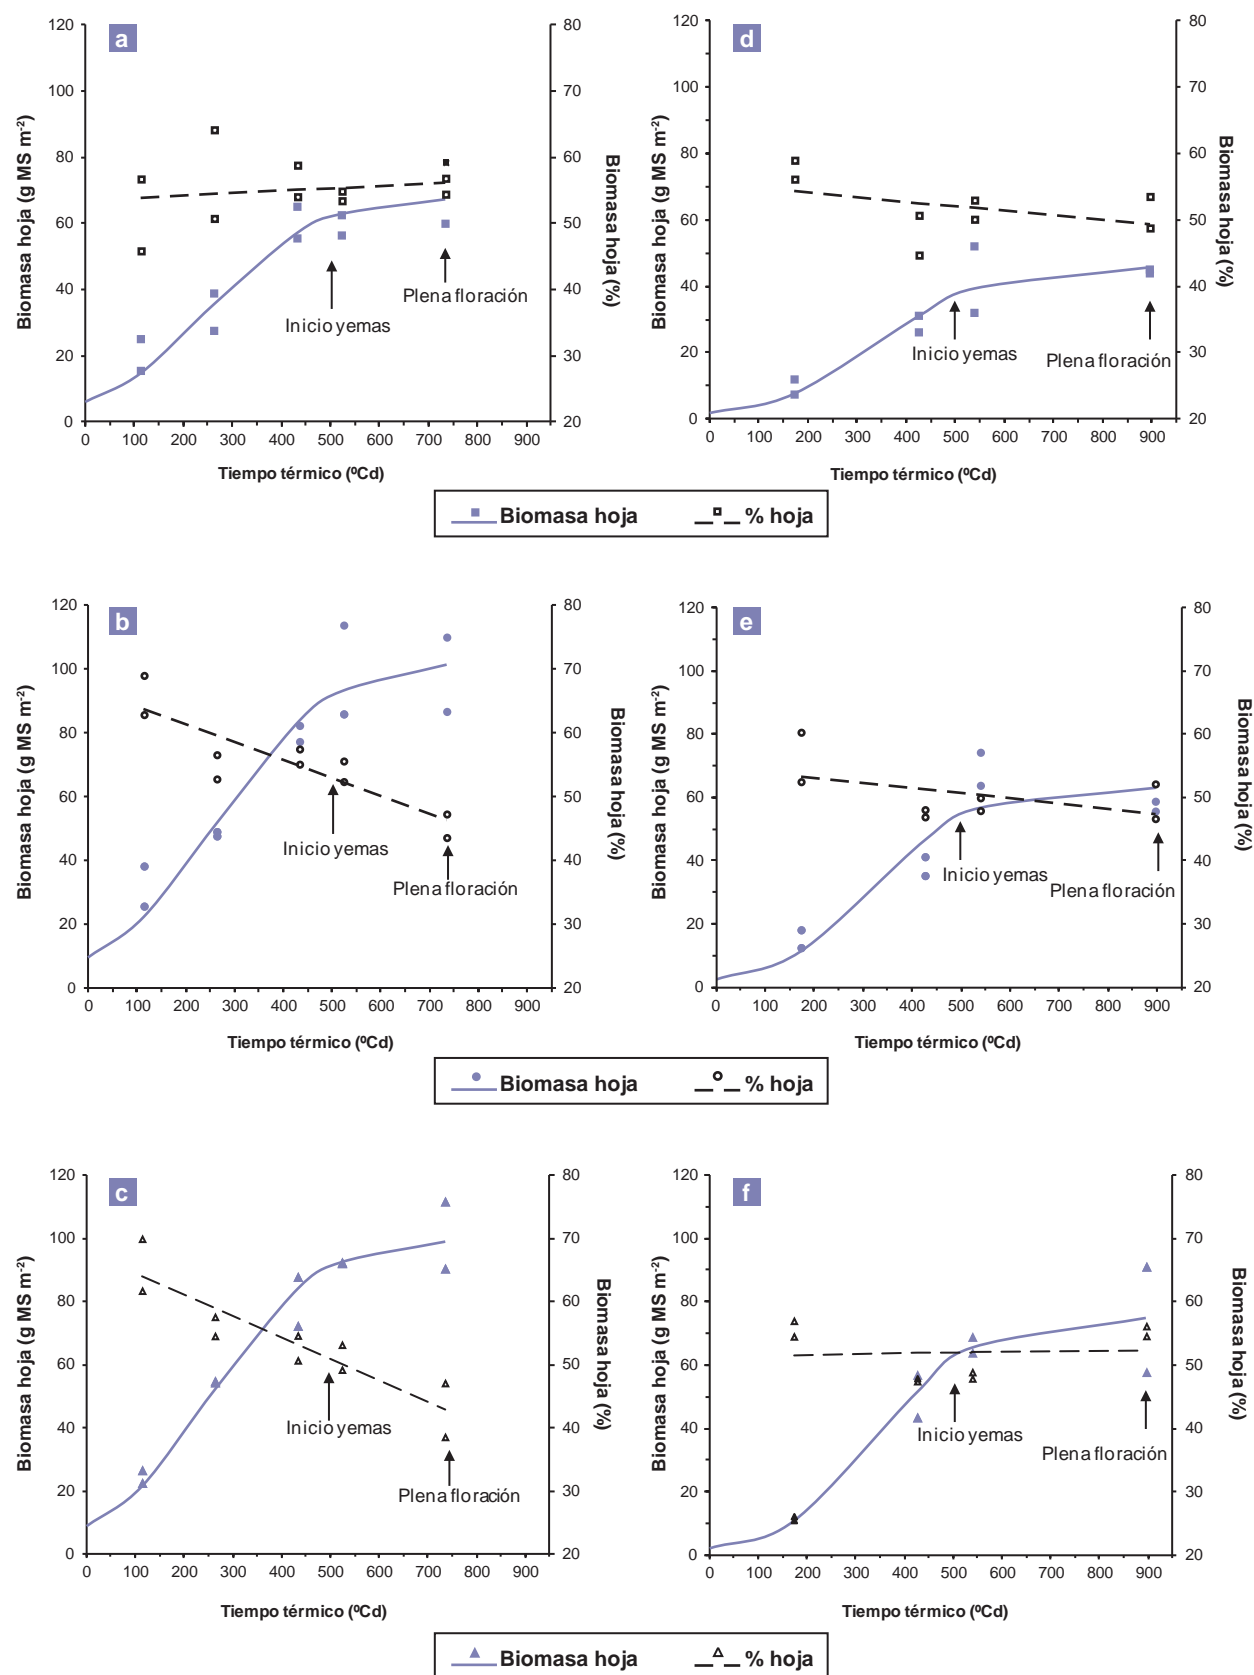 a
Biomasa hoja (g MS m-2)
120
100
80
60
40
20
0
80
70
60
50
40
30
20
Biomasa hoja (%)
Plena floración
Inicio yemas
0 100 200 300 400 500 600 700 800 900
Tiempo térmico (ºCd)
d
Biomasa hoja (g MS m-2)
120
100
80
60
40
20
0
80
70
60
50
40
30
20
Biomasa hoja (%)
Inicio yemas
Plena floración
0 100 200 300 400 500 600 700 800 900
Tiempo térmico (ºCd)
Biomasa hoja % hoja
b
Biomasa hoja (g MS m-2)
120
100
80
60
40
20
0
80
70
60
50
40
30
20
Biomasa hoja (%)
Inicio yemas
Plena floración
0 100 200 300 400 500 600 700 800 900
Tiempo térmico (ºCd)
e
Biomasa hoja (g MS m-2)
120
100
80
60
40
20
0
80
70
60
50
40
30
20
Biomasa hoja (%)
Inicio yemas
Plena floración
0 100 200 300 400 500 600 700 800 900
Tiempo térmico (ºCd)
Biomasa hoja % hoja
c
Biomasa hoja (g MS m-2)
120
100
80
60
40
20
0
80
70
60
50
40
30
20
Biomasa hoja (%)
Inicio yemas
Plena floración
0 100 200 300 400 500 600 700 800 900
Tiempo térmico (ºCd)
f
Biomasa hoja (g MS m-2)
120
100
80
60
40
20
0
80
70
60
50
40
30
20
Biomasa hoja (%)
Inicio yemas
Plena floración
0 100 200 300 400 500 600 700 800 900
Tiempo térmico (ºCd)
Biomasa hoja % hoja